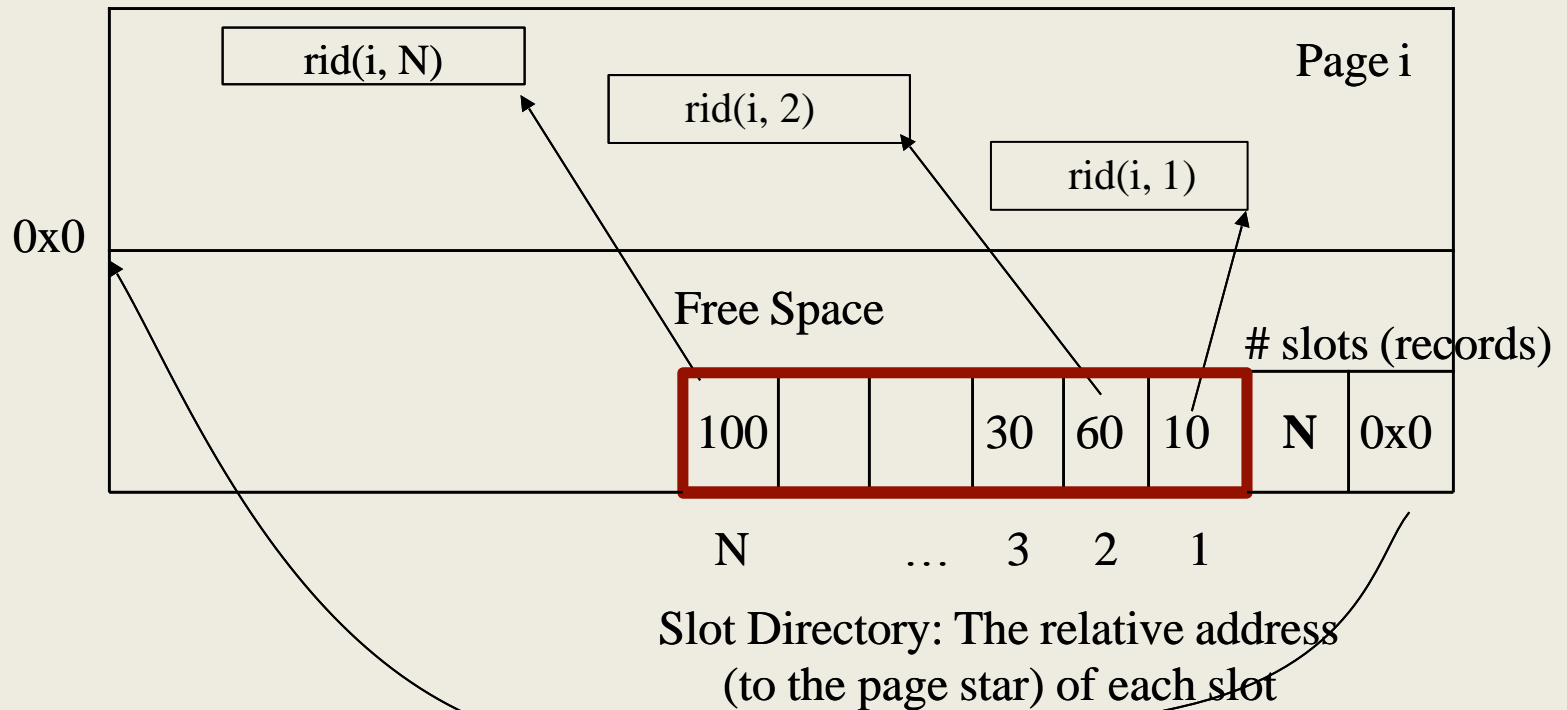 rid(i, N)
Page i
rid(i, 2)
rid(i, 1)
0x0
Free Space
# slots (records)
100 30 60 10 N 0x0
N ... 3 2 1
Slot Directory: The relative address
(to the page star) of each slot